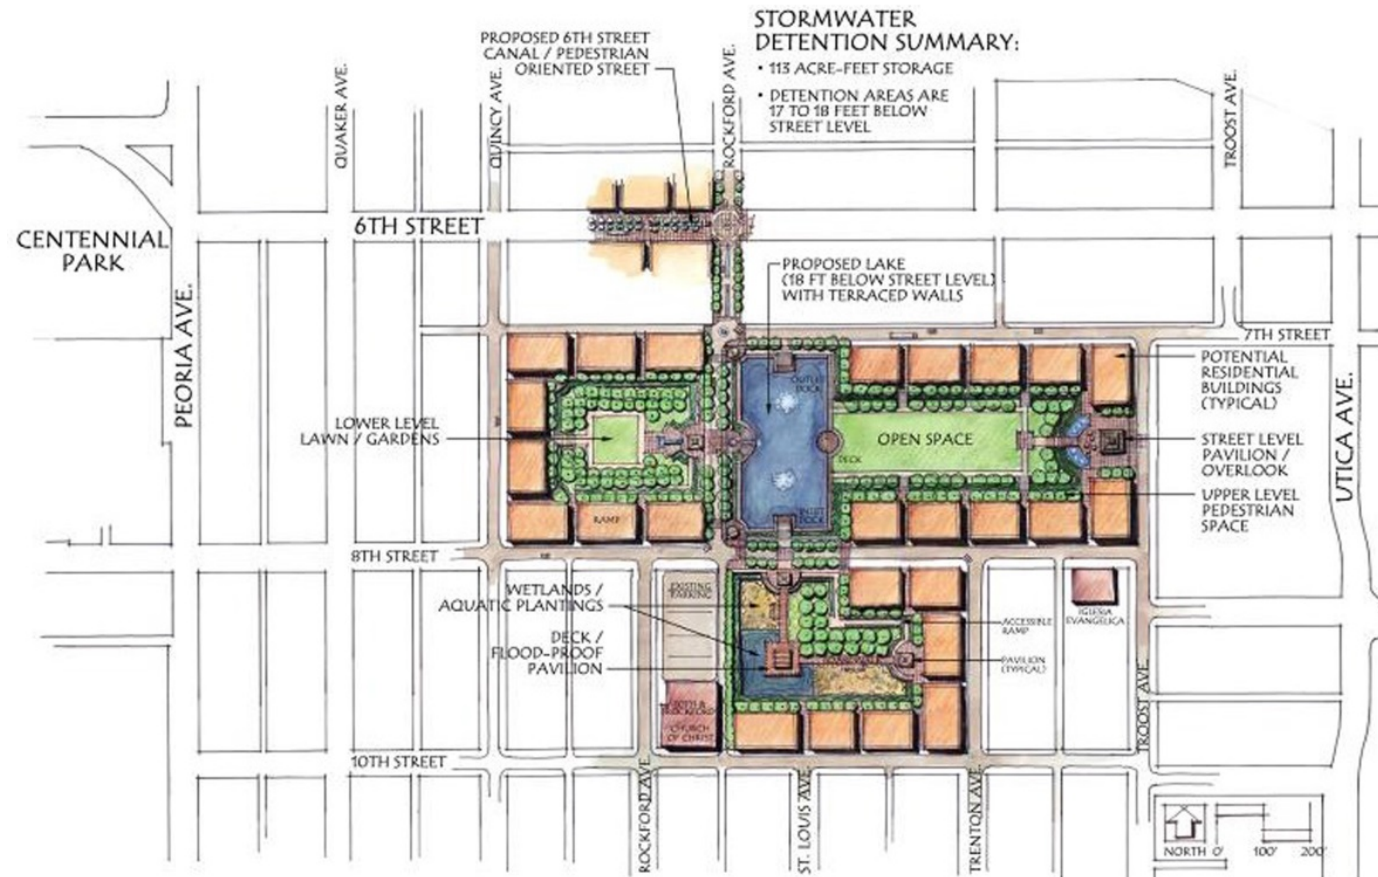 STORMWATER
DETENTION SUMMARY:
• 113 ACRE-FEET STORAGE
• DETENTION AREAS ARE
17 TO 18 FEET BELOW
STREET LEVEL
PROPOSED 6TH STREET
CANAL / PEDESTRIAN
ORIENTED STREET
QUAKER AVE.
QUINCY AVE.
ROCKFORD AVE.
TROOST AVE.
CENTENNIAL
PARK
6TH STREET
PEORIA AVE.
PROPOSED LAKE
(18 FT BELOW STREET LEVEL)
WITH TERRACED WALLS
7TH STREET
POTENTIAL
RESIDENTIAL
BUILDINGS
(TYPICAL)
UTICA AVE.
OUTLET
DOCK
LOWER LEVEL
LAWN / GARDENS
OPEN SPACE
DECK
STREET LEVEL
PAVILION /
OVERLOOK
UPPER LEVEL
PEDESTRIAN
SPACE
RAMP
INLET
DOCK
8TH STREET
WETLANDS /
AQUATIC PLANTINGS
EXISTING
PARKING
IGLESIA
EVANGELICA
ACCESSIBLE
RAMP
DECK /
FLOOD-PROOF
PAVILION
PAVILION
(TYPICAL)
CHURCH
OF CHRIST
TROOST AVE.
10TH STREET
ROCKFORD AVE.
ST. LOUIS AVE.
TRENTON AVE.
NORTH 0' 100' 200'